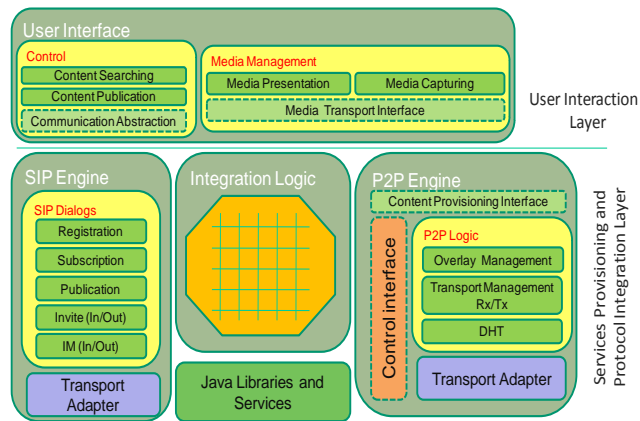 User Interface
Control
Content Searching
Content Publication
Communication Abstraction
Media Management
Media Presentation
Media Capturing
Media Transport Interface
User Interaction
Layer
SIP Engine
SIP Dialogs
Registration
Subscription
Publication
Invite (In/Out)
IM (In/Out)
Transport
Adapter
Integration Logic
Java Libraries and
Services
P2P Engine
Content Provisioning Interface
Control interface
P2P Logic
Overlay Management
Transport Management
Rx/Tx
DHT
Transport Adapter
Services Provisioning and
Protocol Integration Layer